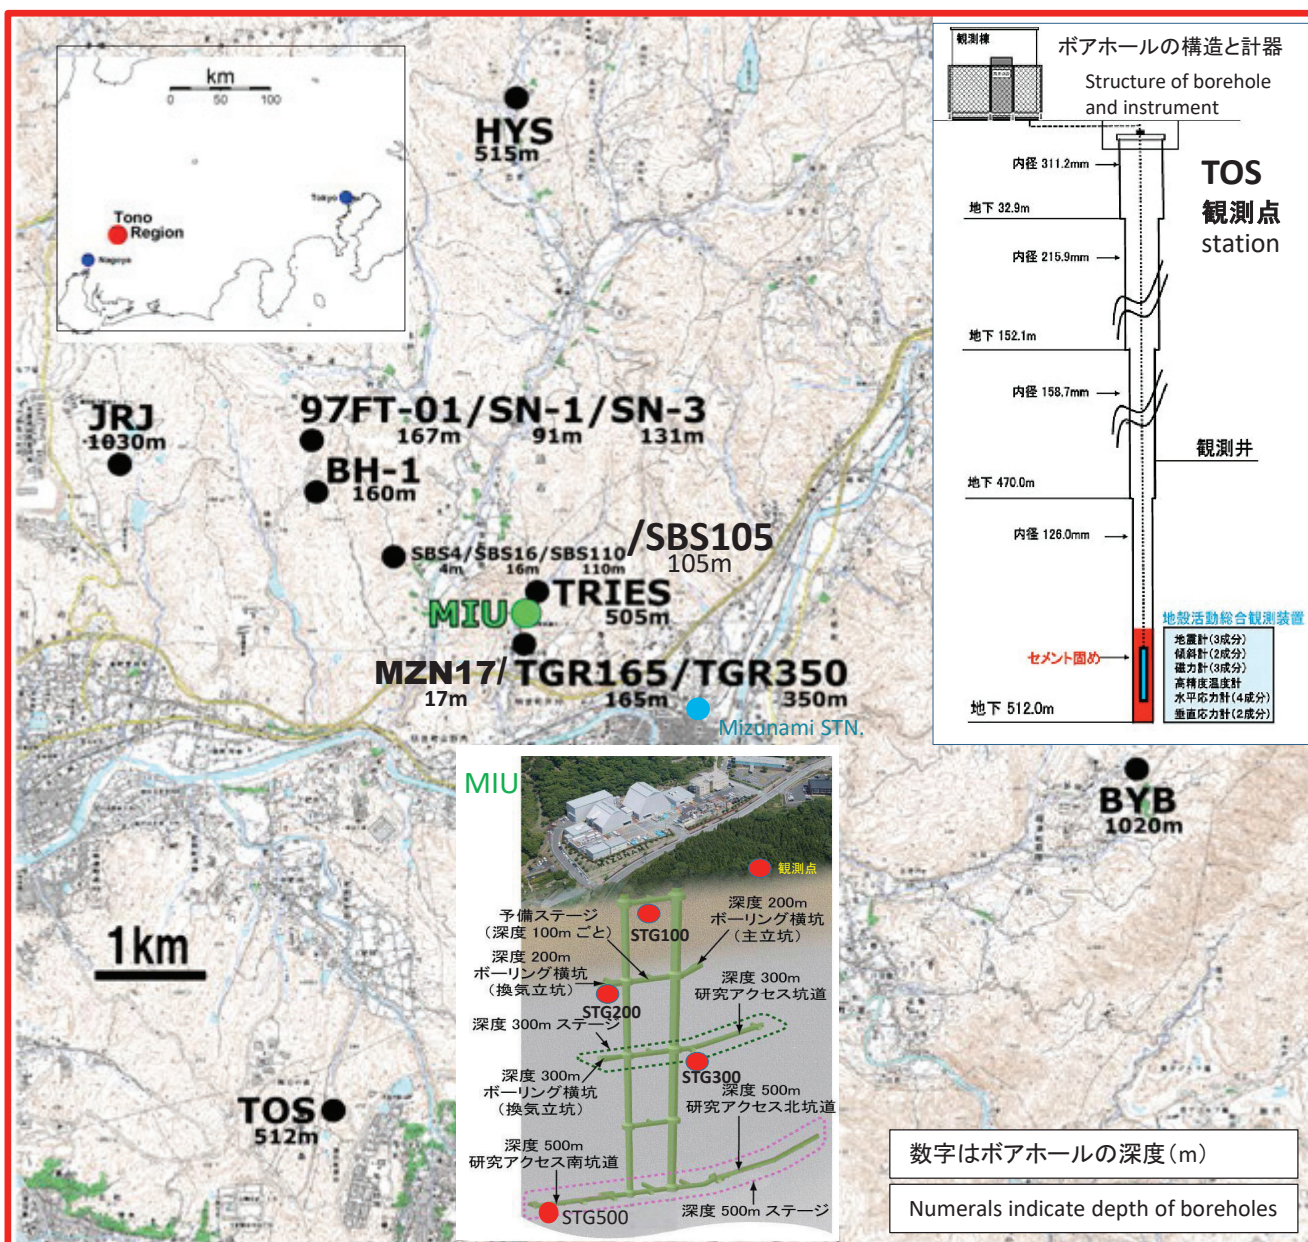 km
0 50 100
Tokyo
Tono
Region
Nagoya
HYS
515m
JRJ
1030m
97FT-01/SN-1/SN-3
167m 91m 131m
BH-1
160m
SBS4/SBS16/SBS110/SBS105
4m 16m 110m 105m
TRIES
505m
MIU
MZN17/TGR165/TGR350
17m 165m 350m
Mizunami STN.
BYB
1020m
1km
TOS
512m
観測棟
ボアホールの構造と計器
Structure of borehole
and instrument
TOS
観測点
station
内径 311.2mm
地下 32.9m
内径 215.9mm
地下 152.1m
内径 158.7mm
観測井
地下 470.0m
内径 126.0mm
地殻活動総合観測装置
地震計(3成分)
傾斜計(2成分)
磁力計(3成分)
高精度温度計
水平応力計(4成分)
垂直応力計(2成分)
セメント固め
地下 512.0m
MIU
観測点
予備ステージ
(深度 100m ごと)
STG100
深度 200m
ボーリング横坑
(主立坑)
深度 200m
ボーリング横坑
(換気立坑)
STG200
深度 300m
研究アクセス坑道
深度 300m ステージ
STG300
深度 300m
ボーリング横坑
(換気立坑)
深度 500m
研究アクセス北坑道
深度 500m
研究アクセス南坑道
STG500
深度 500m ステージ
数字はボアホールの深度(m)
Numerals indicate depth of boreholes